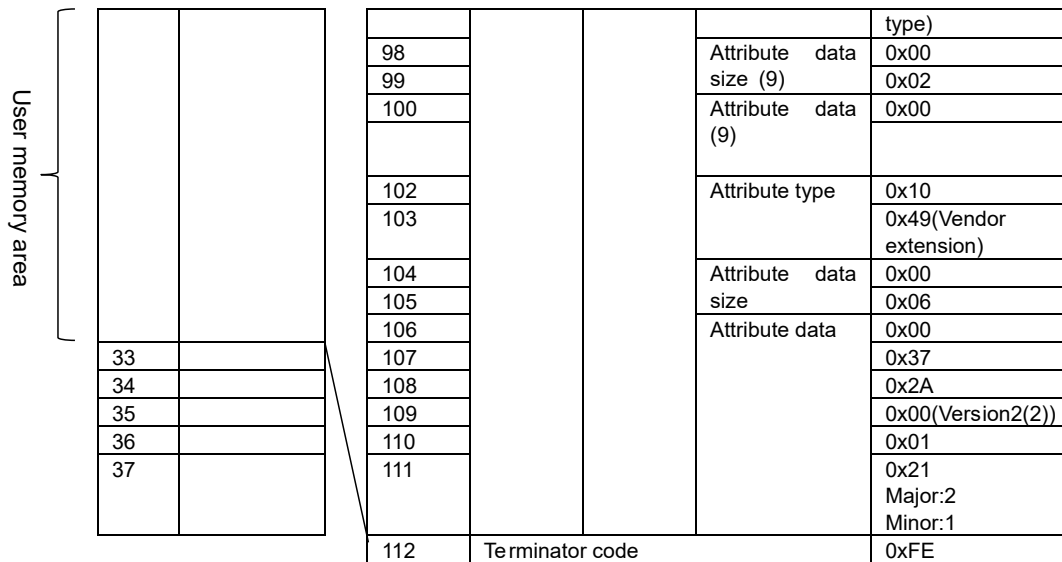 type)
98 Attribute data 0x00
99 size (9) 0x02
100 Attribute data 0x00
(9)
User memory area
102 Attribute type 0x10
103 0x49(Vendor
extension)
104 Attribute data 0x00
105 size 0x06
106 Attribute data 0x00
33 107 0x37
34 108 0x2A
35 109 0x00(Version2(2))
36 110 0x01
37 111 0x21
Major:2
Minor:1
112 Terminator code 0xFE